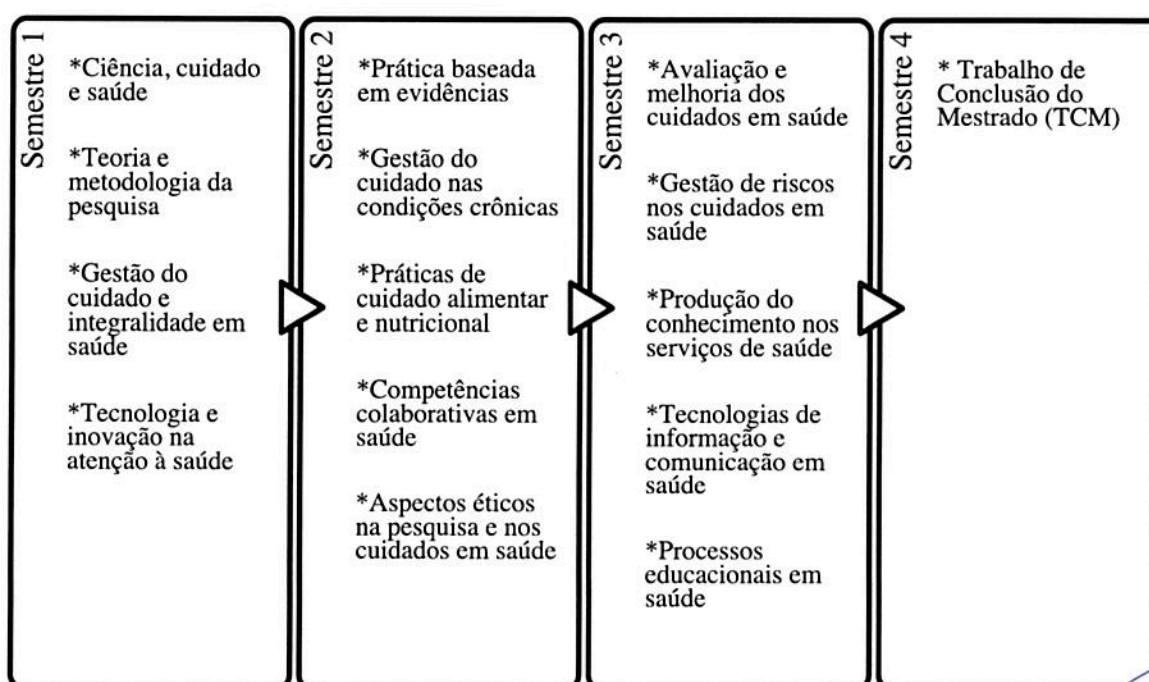 Semestre 1
*Ciência, cuidado
e saúde
*Teoria e
metodologia da
pesquisa
*Gestão do
cuidado e
integralidade em
saúde
*Tecnologia e
inovação na
atenção à saúde
Semestre 2
*Prática baseada
em evidências
*Gestão do
cuidado nas
condições crônicas
*Práticas de
cuidado alimentar
e nutricional
*Competências
colaborativas em
saúde
*Aspectos éticos
na pesquisa e nos
cuidados em saúde
Semestre 3
*Avaliação e
melhoria dos
cuidados em saúde
*Gestão de riscos
nos cuidados em
saúde
*Produção do
conhecimento nos
serviços de saúde
*Tecnologias de
informação e
comunicação em
saúde
*Processos
educacionais em
saúde
Semestre 4
* Trabalho de
Conclusão do
Mestrado (TCM)